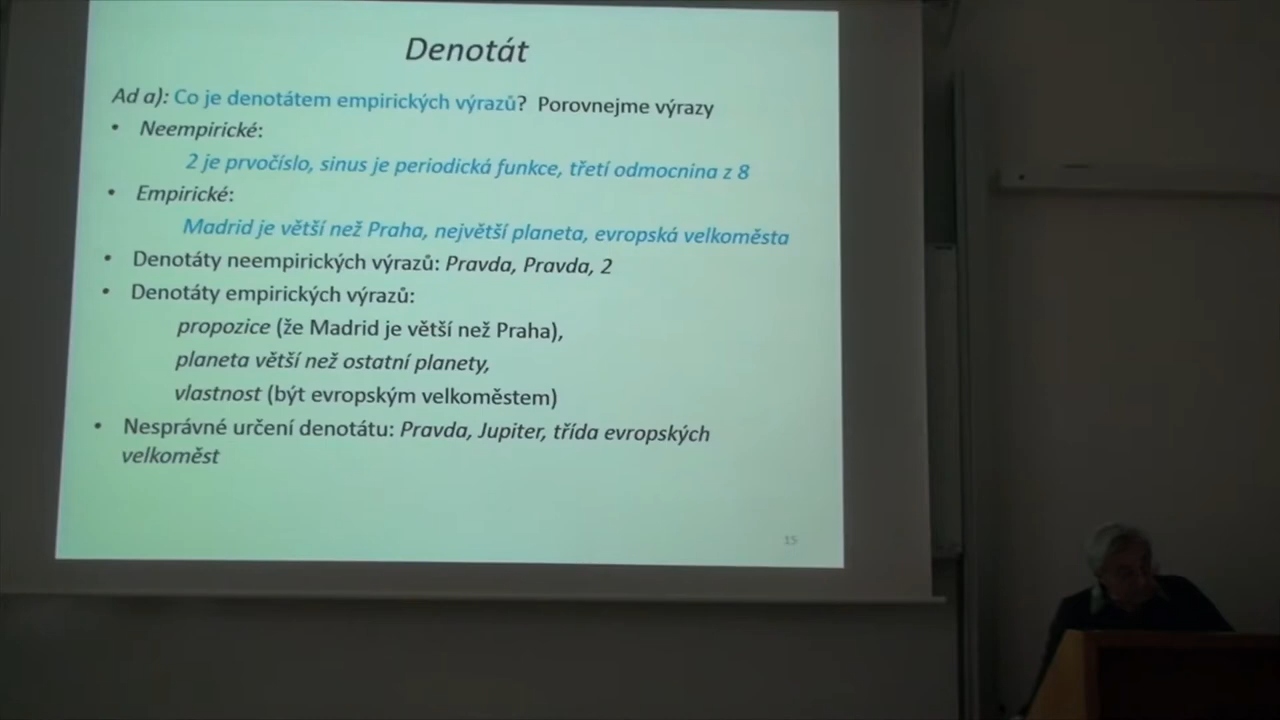 Denotát
Ad a): Co je denotátem empirických výrazů? Porovnejme výrazy
• Neempirické:
2 je prvočíslo, sinus je periodická funkce, třetí odmocnina z 8
• Empirické:
Madrid je větší než Praha, největší planeta, evropská velkoměsta
• Denotáty neempirických výrazů: Pravda, Pravda, 2
• Denotáty empirických výrazů:
propozice (že Madrid je větší než Praha),
planeta větší než ostatní planety,
vlastnost (být evropským velkoměstem)
• Nesprávné určení denotátu: Pravda, Jupiter, třída evropských
velkoměst
15